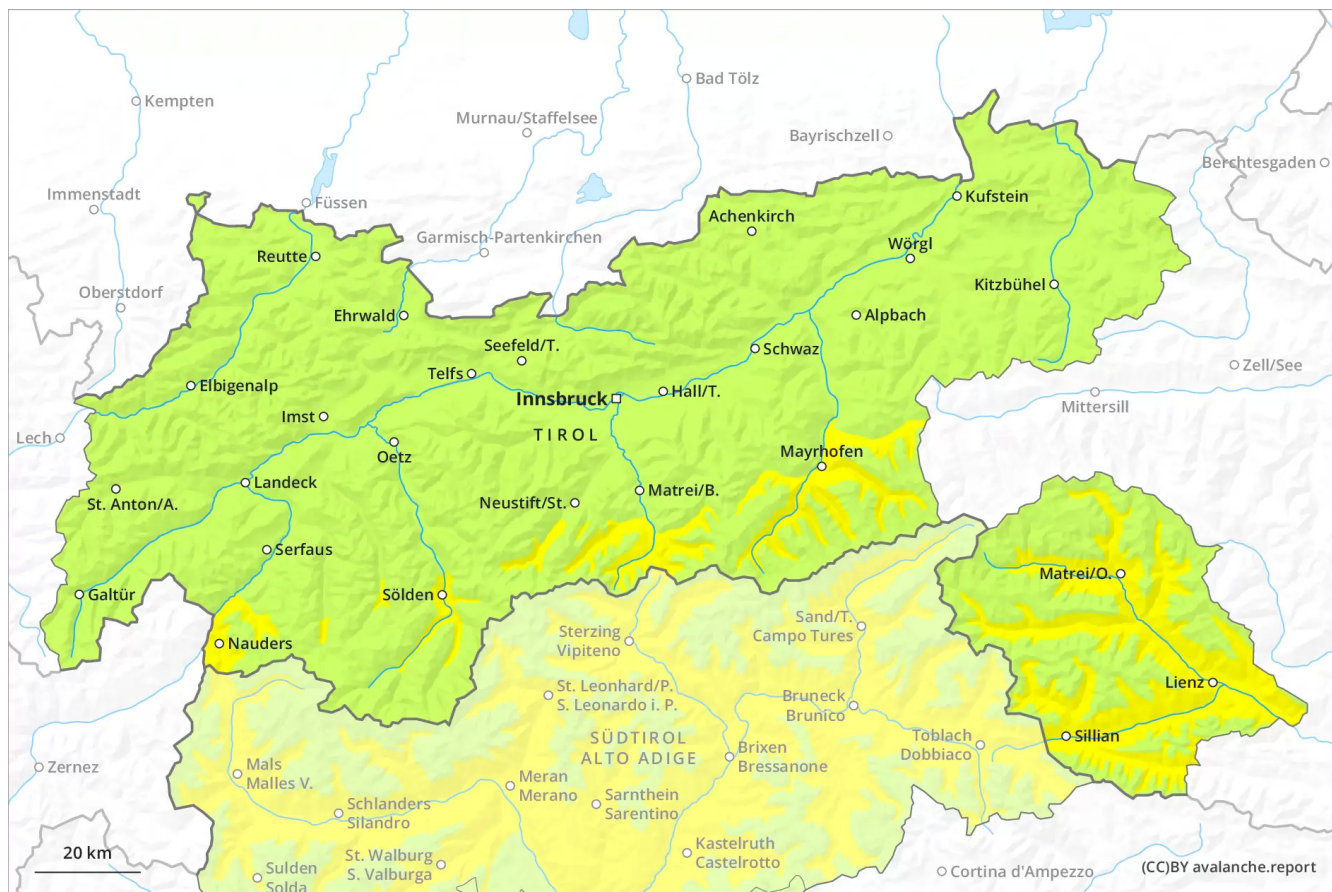 Kempten
Bad Tölz
Murnau/Staffelsee
Bayrischzell
Berchtesgaden
Immenstadt
Füssen
Kufstein
Achenkirch
Garmisch-Partenkirchen
Wörgl
Reutte
Kitzbühel
Oberstdorf
Ehrwald
Alpbach
Seefeld/T.
Schwaz
Zell/See
Telfs
Elbigenalp
Hall/T.
Innsbruck
Mittersill
Imst
TIROL
Lech
Oetz
Mayrhofen
Landeck
Matrei/B.
St. Anton/A.
Neustift/St.
Serfaus
Matrei/O.
Galtür
Sölden
Sand/T.
Campo Tures
Sterzing
Vipiteno
Nauders
Lienz
St. Leonhard/P.
S. Leonardo i. P.
Bruneck
Brunico
Sillian
SÜDTIROL
ALTO ADIGE
Toblach
Dobbiaco
Brixen
Bressanone
Zernez
Mals
Malles V.
Meran
Merano
Sarnthein
Sarentino
Schlanders
Silandro
Kastelruth
Castelrotto
20 km
St. Walburg
S. Valburga
Sulden
Solda
Cortina d'Ampezzo
(CC)BY avalanche.report